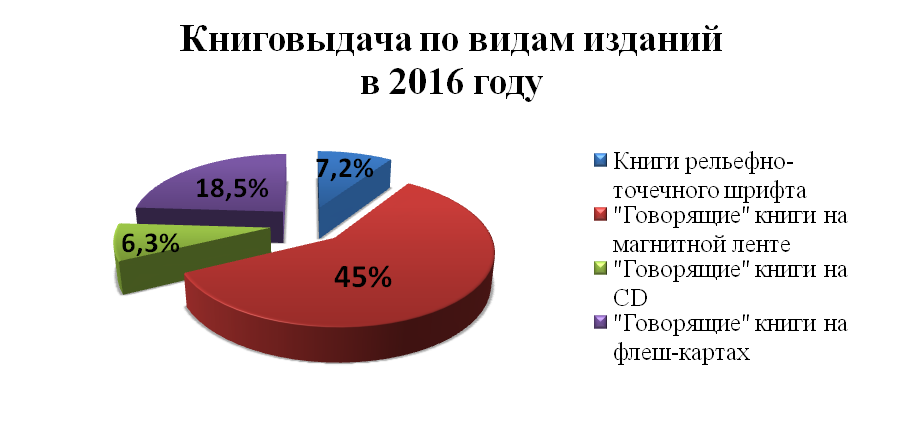 Книговыдача по видам изданий
в 2016 году
7,2%
18,5%
6,3%
45%
Книги рельефно-
точечного шрифта
"Говорящие" книги на
магнитной ленте
"Говорящие" книги на
CD
"Говорящие" книги на
флеш-картах